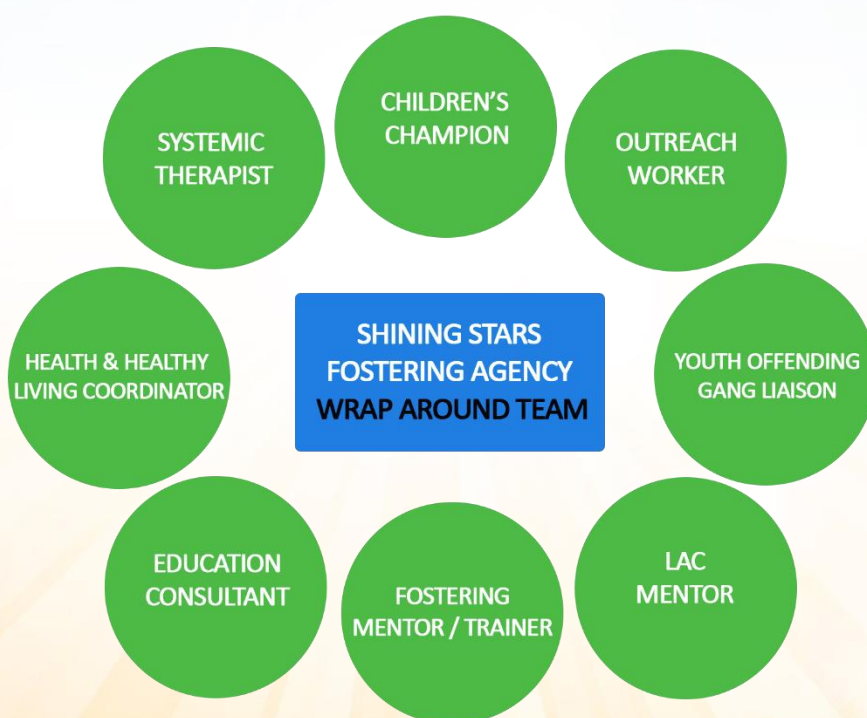 CHILDREN'S
CHAMPION
SYSTEMIC
THERAPIST
OUTREACH
WORKER
SHINING STARS
FOSTERING AGENCY
WRAP AROUND TEAM
HEALTH & HEALTHY
LIVING COORDINATOR
YOUTH OFFENDING
GANG LIAISON
EDUCATION
CONSULTANT
FOSTERING
MENTOR / TRAINER
LAC
MENTOR